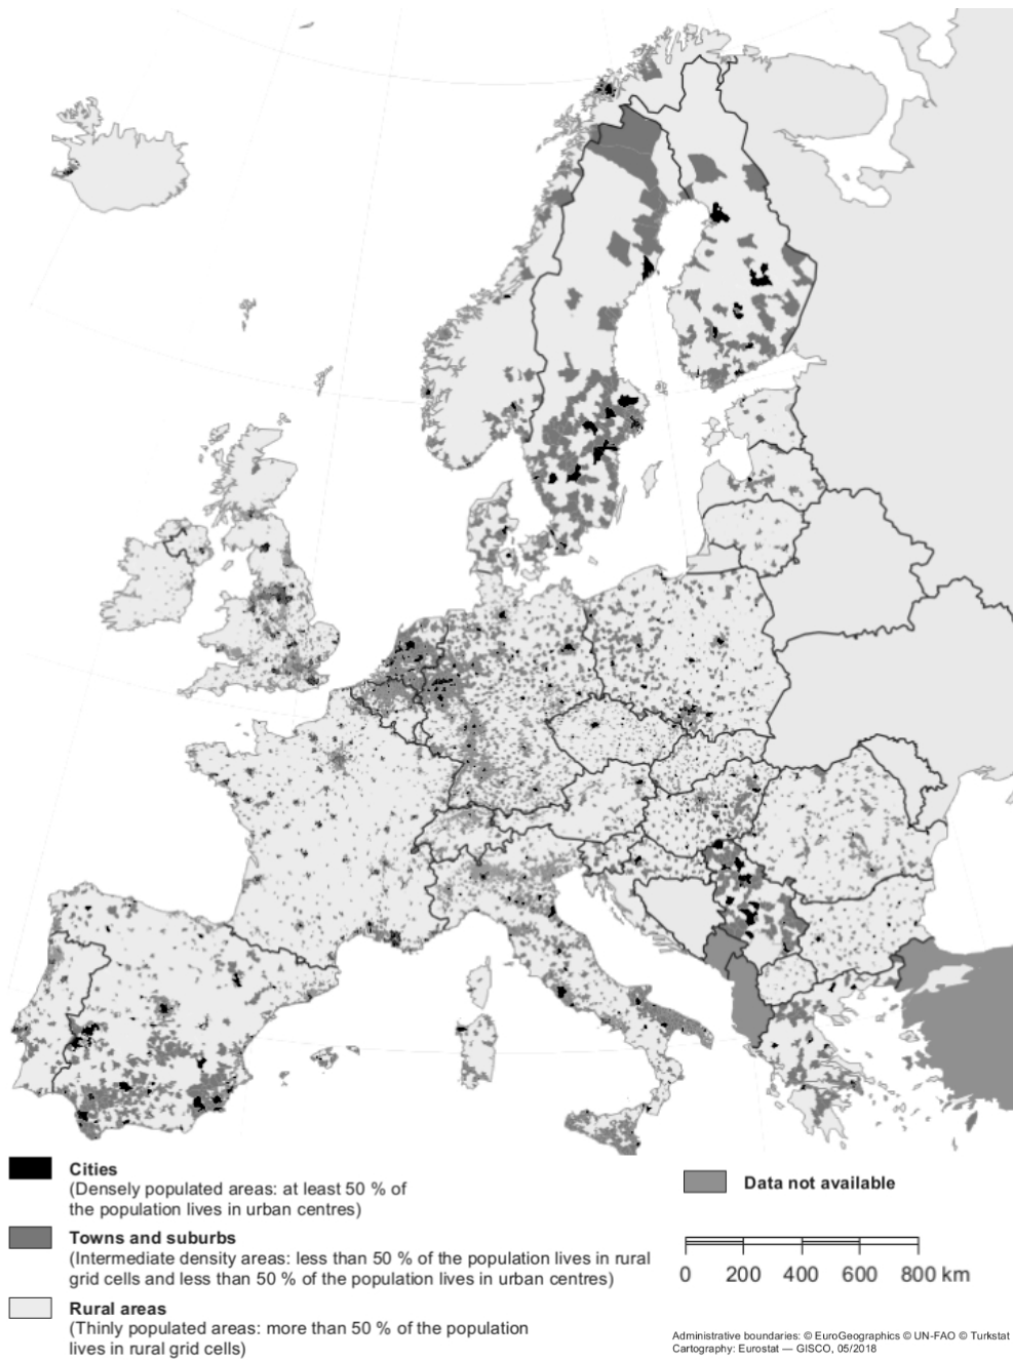 Cities
(Densely populated areas: at least 50 % of
the population lives in urban centres)
Towns and suburbs
(Intermediate density areas: less than 50 % of the population lives in rural
grid cells and less than 50 % of the population lives in urban centres)
Rural areas
(Thinly populated areas: more than 50 % of the population
lives in rural grid cells)
Data not available
0 200 400 600 800 km
Administrative boundaries: © EuroGeographics © UN-FAO © Turkstat
Cartography: Eurostat — GISCO, 05/2018